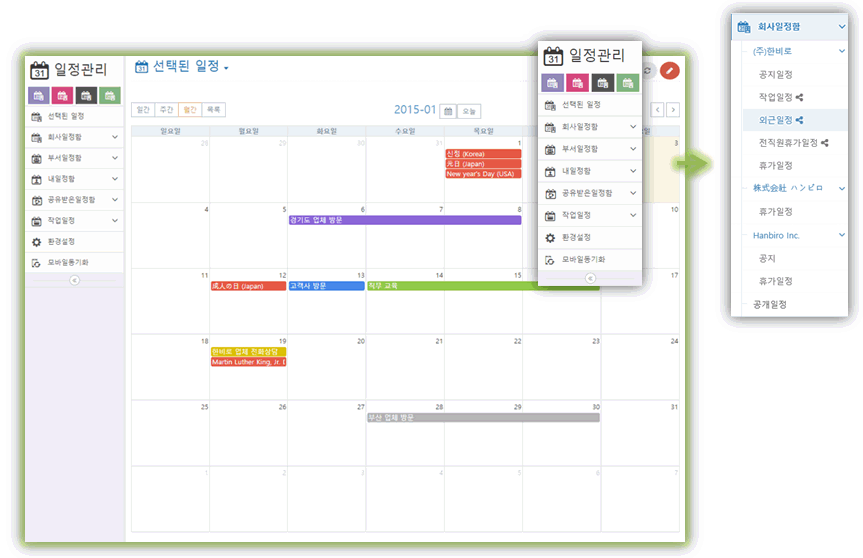 일정관리
선택된 일정
회사일정함
부서일정함
내일정함
공유받은일정함
작업일정
환경설정
모바일동기화
선택된 일정
일간 주간 월간 목록
2015-01 오늘
일요일 월요일 화요일 수요일 목요일 일
28 29 30 31 1 3
신정 (Korea)
元日 (Japan)
New year's Day (USA)
4 5 6 7 8 10
경기도 업체 방문
11 12 13 14 15 17
成人の日 (Japan) 고객사 방문 직무 교육
18 19 20 21 22 23 24
한비로 업체 전화상담
Martin Luther King, Jr. I
25 26 27 28 29 30 31
부산 업체 방문
1 2 3 4 5 6 7
일정관리
선택된 일정
회사일정함
부서일정함
내일정함
공유받은일정함
작업일정
환경설정
모바일동기화
회사일정함
(주)한비로
공지일정
작업일정
외근일정
전직원휴가일정
휴가일정
株式会社 ハンビロ
휴가일정
Hanbiro Inc.
공지
휴가일정
공개일정